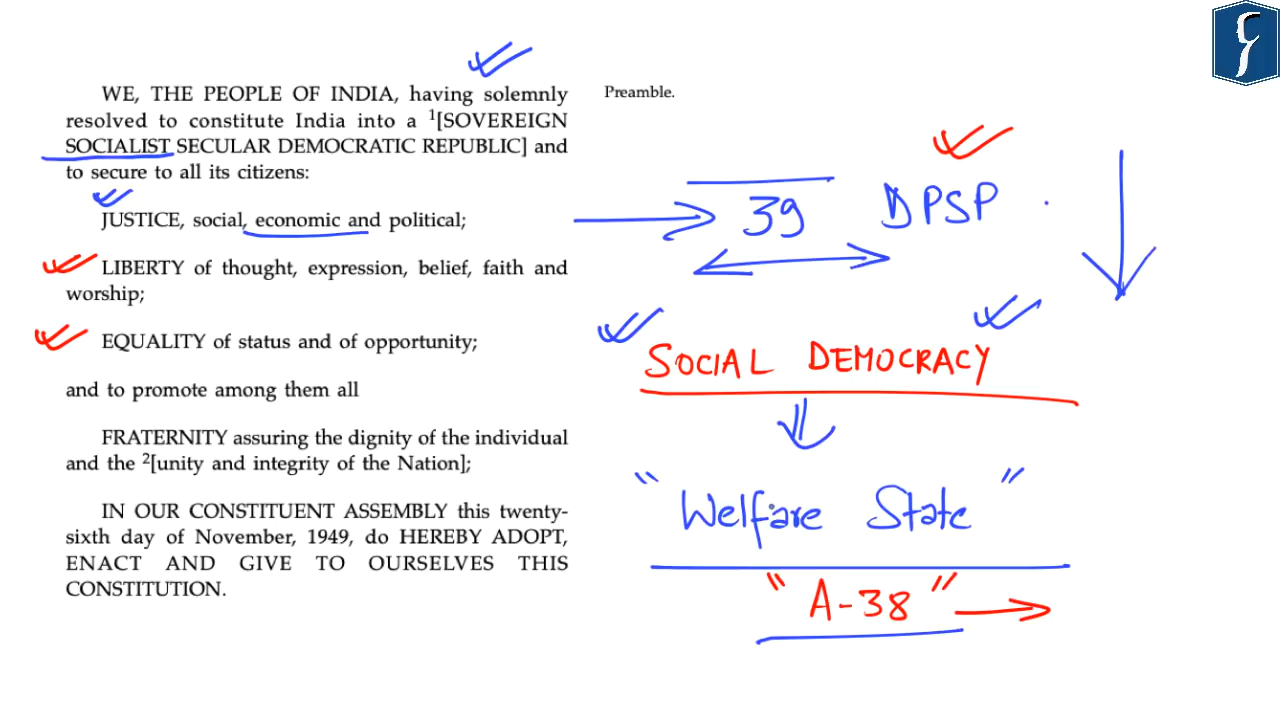 WE, THE PEOPLE OF INDIA, having solemnly
resolved to constitute India into a ¹[SOVEREIGN
SOCIALIST SECULAR DEMOCRATIC REPUBLIC] and
to secure to all its citizens:
JUSTICE, social, economic and political;
LIBERTY of thought, expression, belief, faith and
worship;
EQUALITY of status and of opportunity;
and to promote among them all
FRATERNITY assuring the dignity of the individual
and the ²[unity and integrity of the Nation];
IN OUR CONSTITUENT ASSEMBLY this twenty-
sixth day of November, 1949, do HEREBY ADOPT,
ENACT AND GIVE TO OURSELVES THIS
CONSTITUTION.
Preamble.
39 DPSP
SOCIAL DEMOCRACY
"Welfare State"
"A-38"